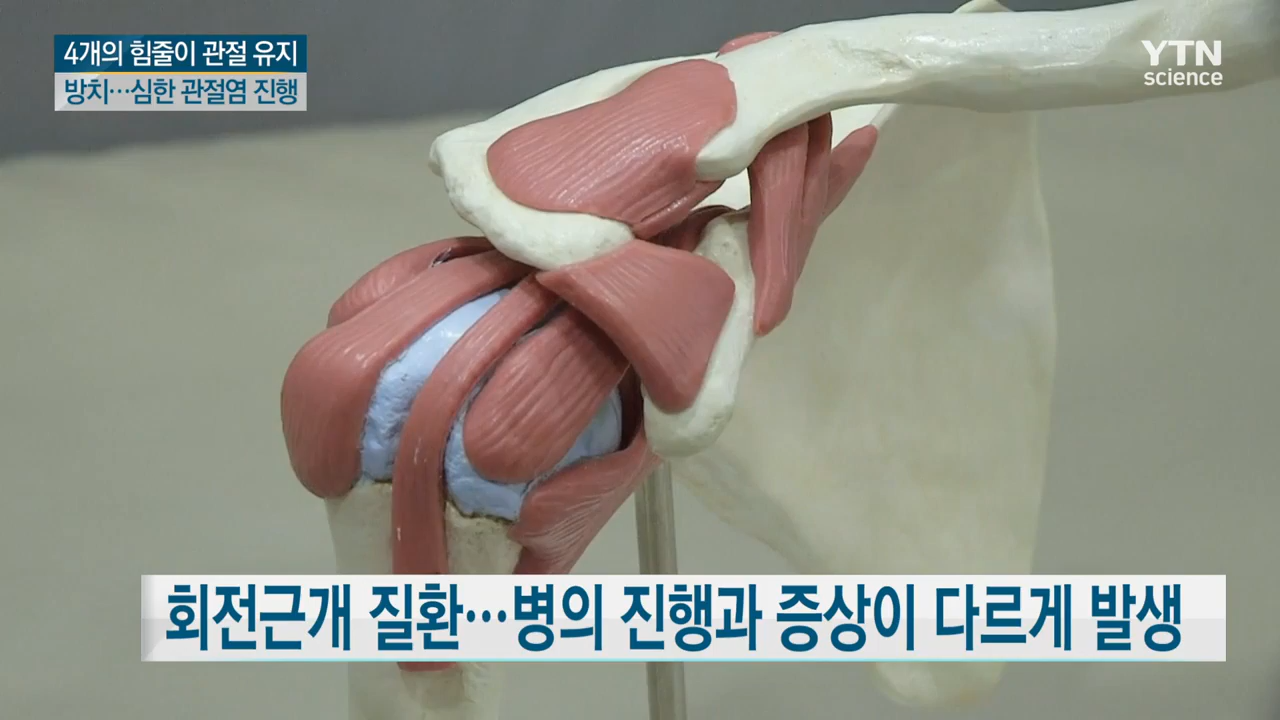 4개의 힘줄이 관절 유지
방치…심한 관절염 진행
YTN
science
회전근개 질환…병의 진행과 증상이 다르게 발생